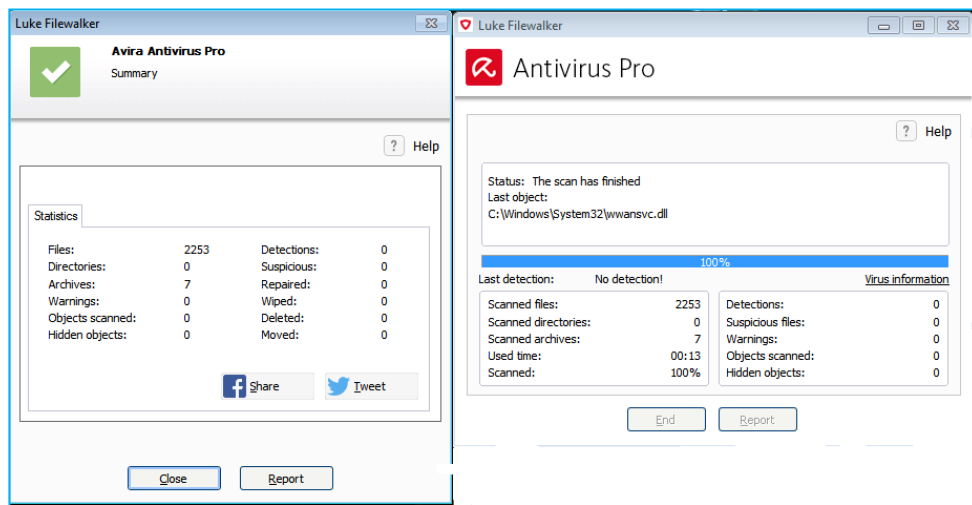 Luke Filewalker
Avira Antivirus Pro
Summary
Help
Statistics
Files: 2253 Detections: 0
Directories: 0 Suspicious: 0
Archives: 7 Repaired: 0
Warnings: 0 Wiped: 0
Objects scanned: 0 Deleted: 0
Hidden objects: 0 Moved: 0
Share Tweet
Close Report
Luke Filewalker
Antivirus Pro
? Help
Status: The scan has finished
Last object:
C:\Windows\System32\wwansvc.dll
100%
Last detection: No detection! Virus information
Scanned files: 2253 Detections: 0
Scanned directories: 0 Suspicious files: 0
Scanned archives: 7 Warnings: 0
Used time: 00:13 Objects scanned: 0
Scanned: 100% Hidden objects: 0
End Report